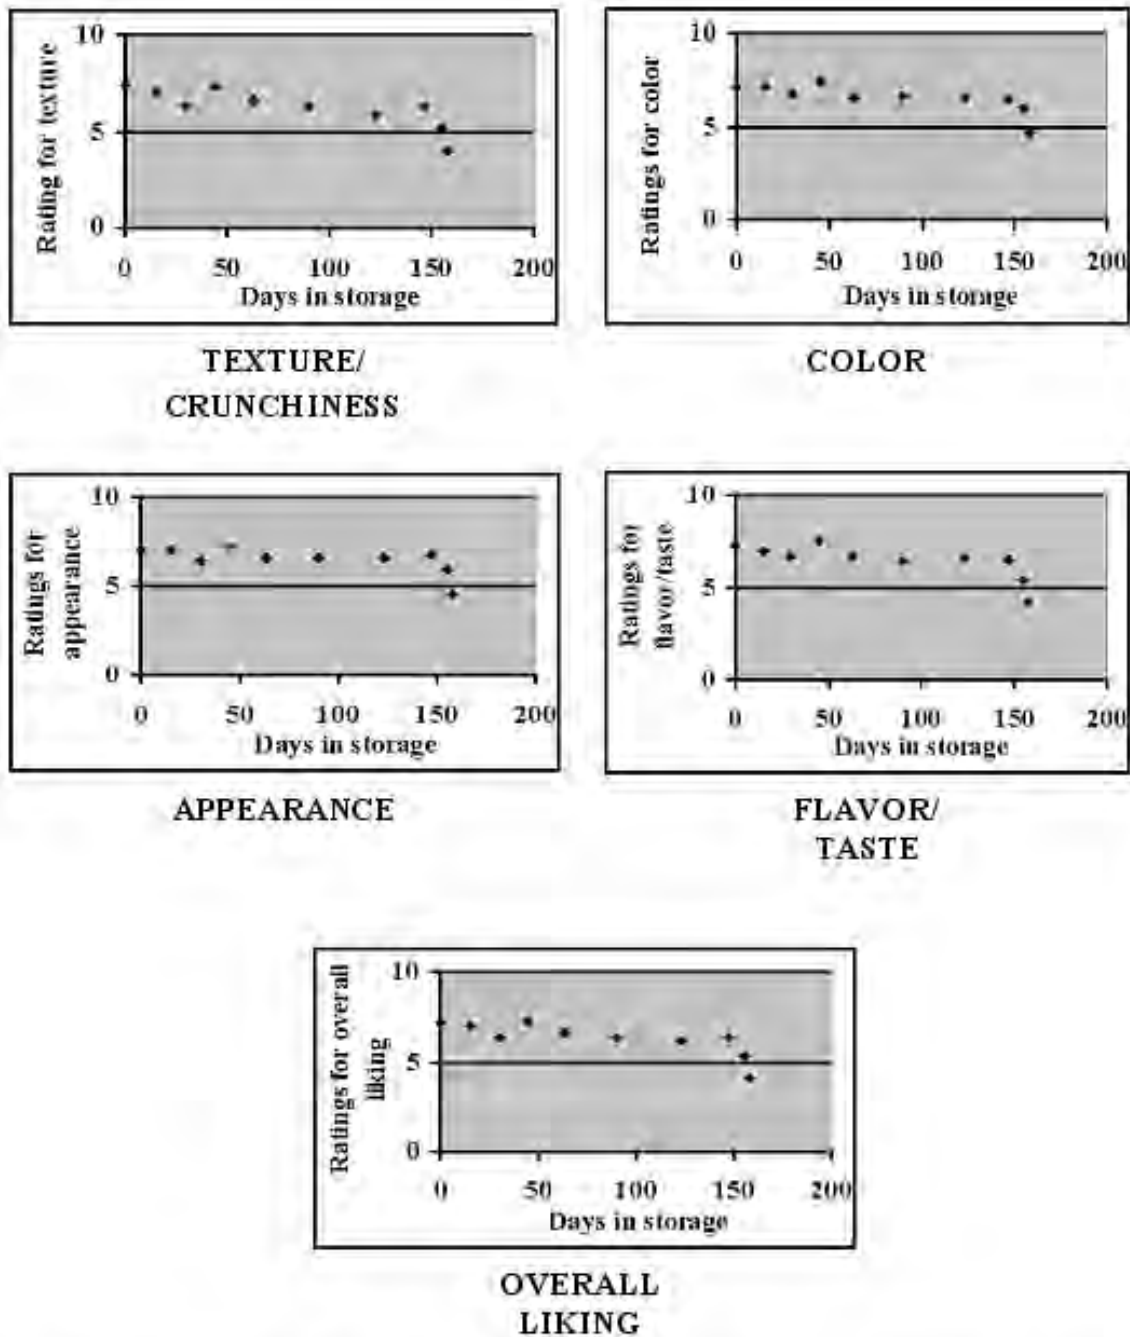 10
5
0
Rating for texture
0 50 100 150 200
Days in storage
TEXTURE/
CRUNCHINESS
10
5
0
Ratings for color
0 50 100 150 200
Days in storage
COLOR
10
5
0
Ratings for
appearance
0 50 100 150 200
Days in storage
APPEARANCE
10
5
0
Ratings for
flavor/taste
0 50 100 150 200
Days in storage
FLAVOR/
TASTE
10
5
0
Ratings for overall
liking
0 50 100 150 200
Days in storage
OVERALL
LIKING